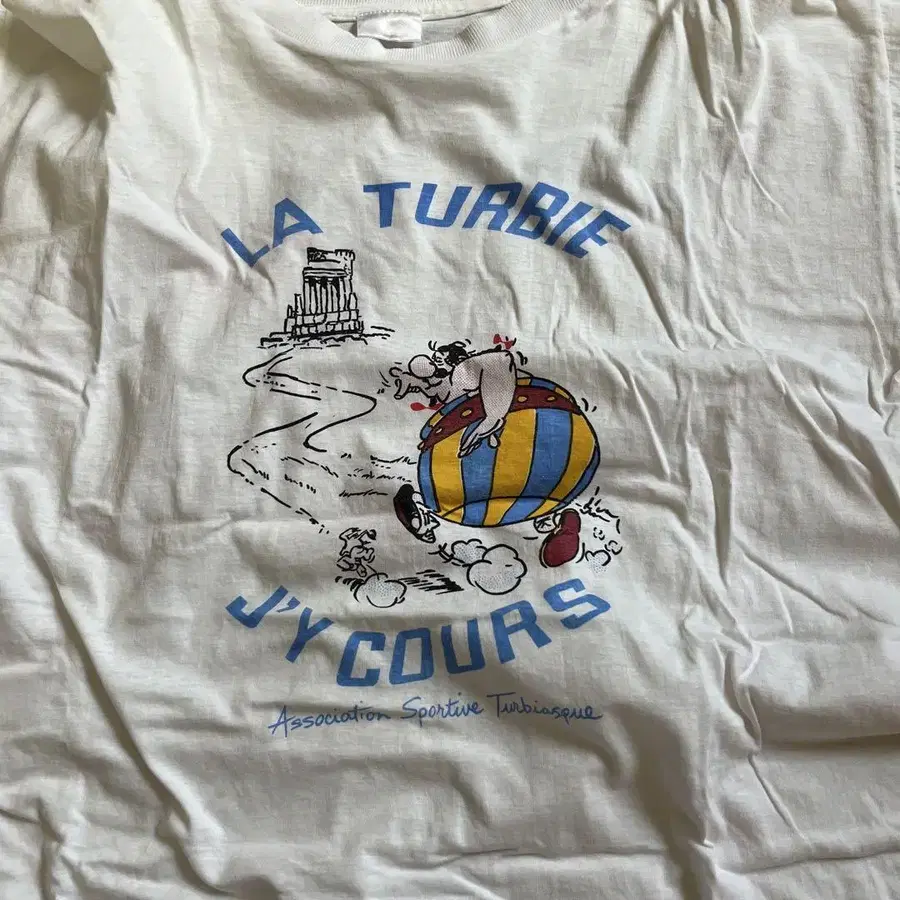 LA TURBIE
J'Y COURS
Association Sportive Turbiasque